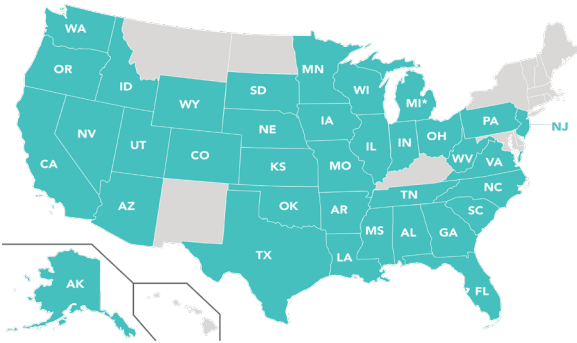 WA
OR
ID
MN
WI
MI*
SD
WY
IA
NE
PA
NJ
NV
UT
CO
IL
IN
OH
WV
VA
CA
KS
MO
AZ
OK
AR
TN
NC
SC
MS
AL
GA
TX
LA
AK
FL